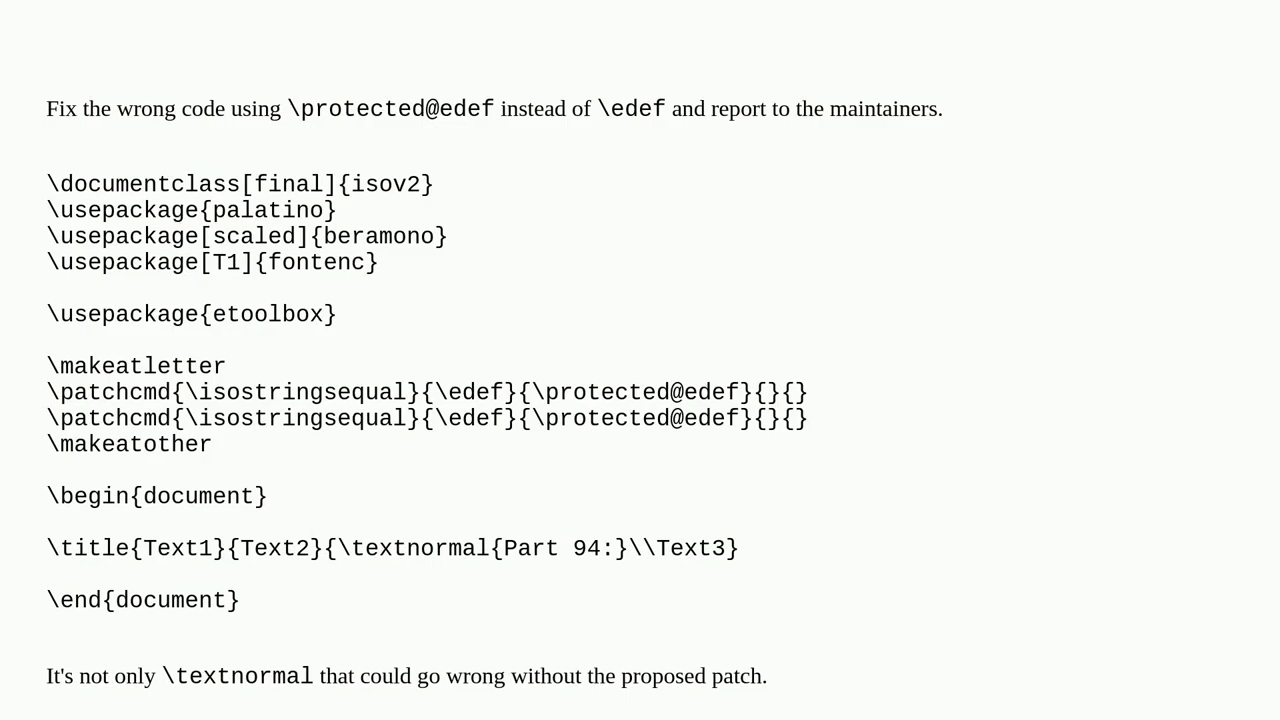 Fix the wrong code using \protected@edef instead of \edef and report to the maintainers.
\documentclass[final]{isov2}
\usepackage{palatino}
\usepackage[scaled]{beramono}
\usepackage[T1]{fontenc}
\usepackage{etoolbox}
\makeatletter
\patchcmd{\isostringsequal}{\edef}{\protected@edef}{}{}
\patchcmd{\isostringsequal}{\edef}{\protected@edef}{}{}
\makeatother
\begin{document}
\title{Text1}{Text2}{\textnormal{Part 94:}\\Text3}
\end{document}
It's not only \textnormal that could go wrong without the proposed patch.